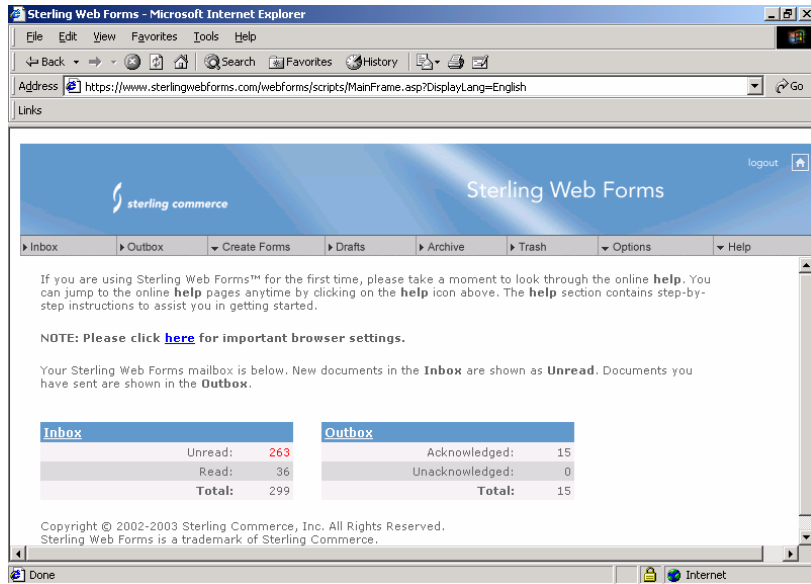 Sterling Web Forms - Microsoft Internet Explorer
File Edit View Favorites Tools Help
Back Search Favorites History
Address https://www.sterlingwebforms.com/webforms/scripts/MainFrame.asp?DisplayLang=English Go
Links
logout
sterling commerce Sterling Web Forms
Inbox Outbox Create Forms Drafts Archive Trash Options Help
If you are using Sterling Web Forms™ for the first time, please take a moment to look through the online help. You
can jump to the online help pages anytime by clicking on the help icon above. The help section contains step-by-
step instructions to assist you in getting started.
NOTE: Please click here for important browser settings.
Your Sterling Web Forms mailbox is below. New documents in the Inbox are shown as Unread. Documents you
have sent are shown in the Outbox.
Inbox Outbox
Unread: 263 Acknowledged: 15
Read: 36 Unacknowledged: 0
Total: 299 Total: 15
Copyright © 2002-2003 Sterling Commerce, Inc. All Rights Reserved.
Sterling Web Forms is a trademark of Sterling Commerce.
Done Internet